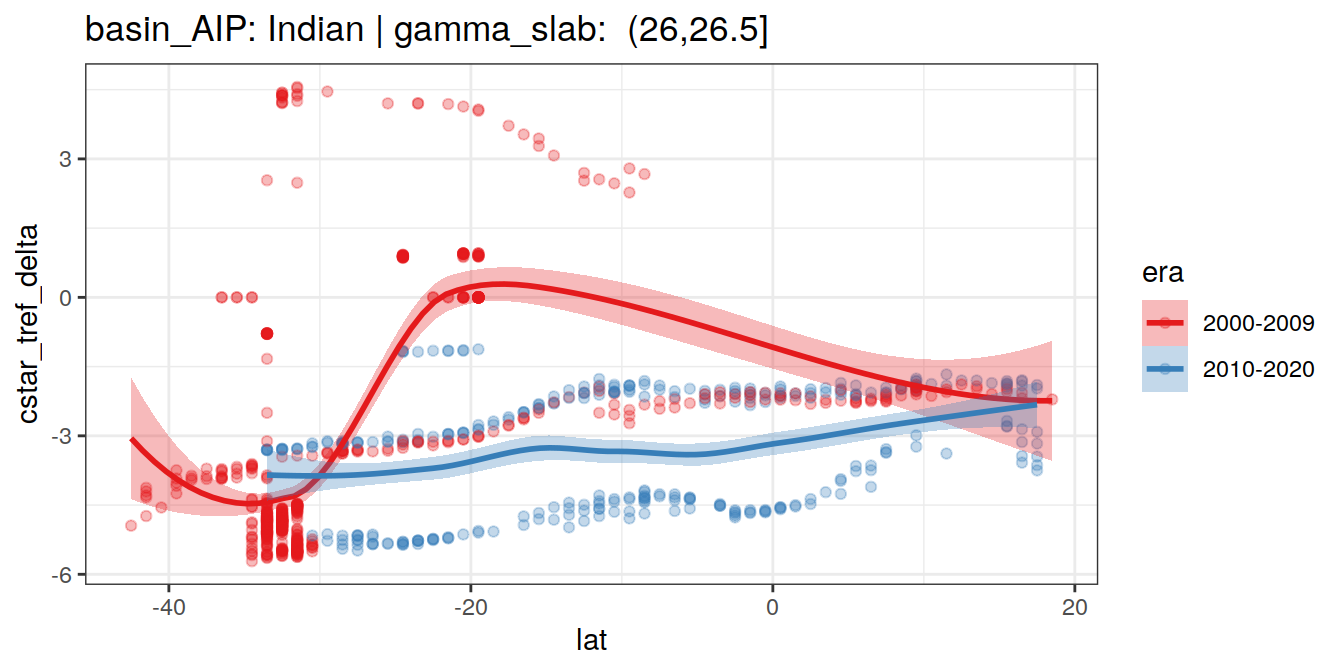 basin_AIP: Indian | gamma_slab:  (26,26.5]
cstar_tref_delta
3
0
-3
-6
-40
-20
0
20
lat
era
2000-2009
2010-2020